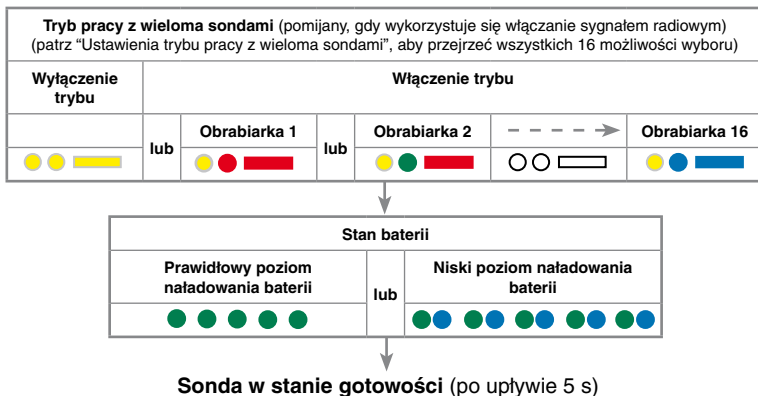 Tryb pracy z wieloma sondami (pomijany, gdy wykorzystuje się włączanie sygnałem radiowym)
(patrz “Ustawienia trybu pracy z wieloma sondami”, aby przejrzeć wszystkich 16 możliwości wyboru)
Wyłączenie
trybu
Włączenie trybu
lub
Obrabiarka 1
lub
Obrabiarka 2
Obrabiarka 16
Stan baterii
Prawidłowy poziom
naładowania baterii
lub
Niski poziom naładowania
baterii
Sonda w stanie gotowości (po upływie 5 s)